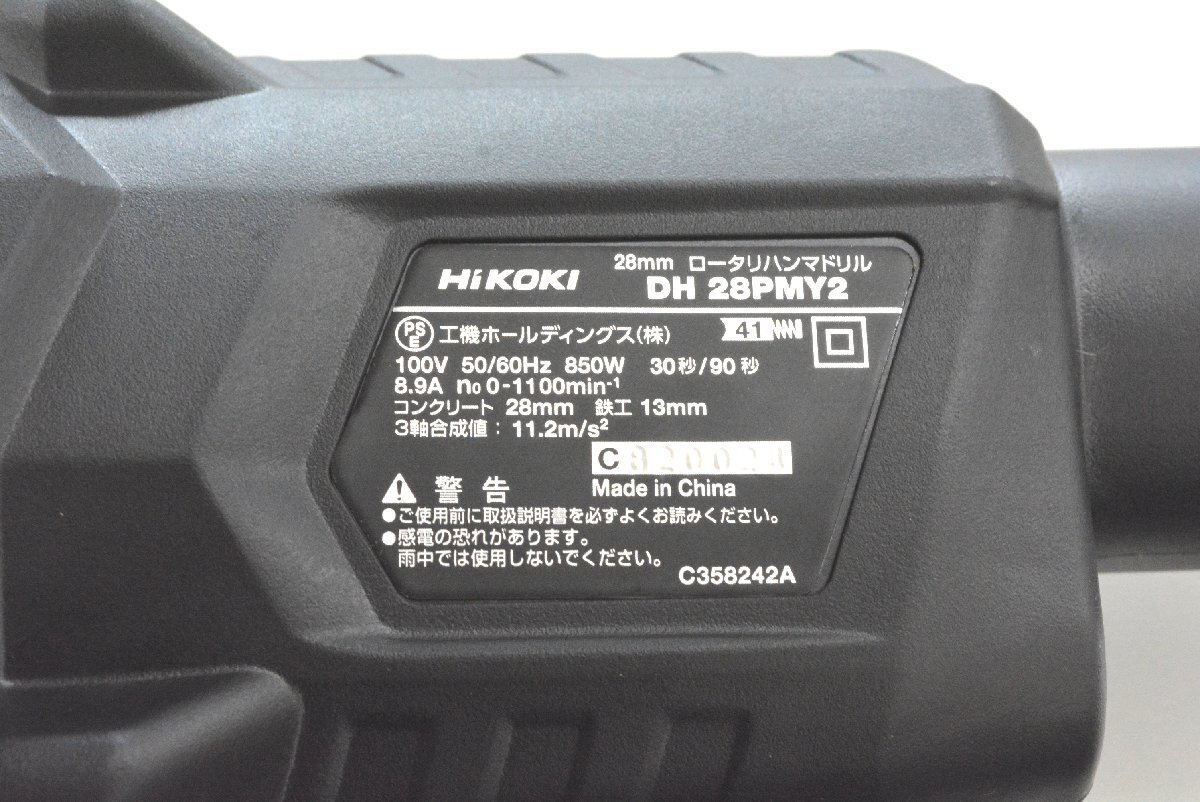 HiKOKI
28mm ロータリハンマドリル
DH 28PMY2
PS E 工機ホールディングス(株) 41
100V 50/60Hz 850W 30秒/90秒
8.9A n₀ 0-1100min⁻¹
コンクリート 28mm 鉄工 13mm
3軸合成値：11.2m/s²
C
Made in China
⚠ 警告
●ご使用前に取扱説明書を必ずよくお読みください。
●感電の恐れがあります。
雨中では使用しないでください。
C358242A